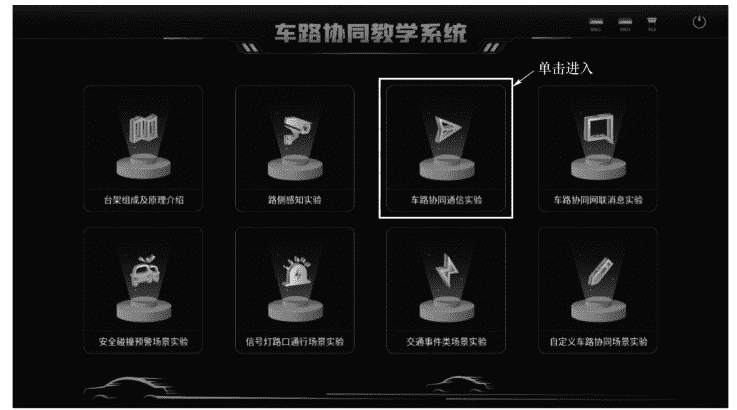 车路协同教学系统
单击进入
台架组成及原理介绍
路侧感知实验
车路协同通信实验
车路协同网联消息实验
安全碰撞预警场景实验
信号灯路口通行场景实验
交通事件类场景实验
自定义车路协同场景实验